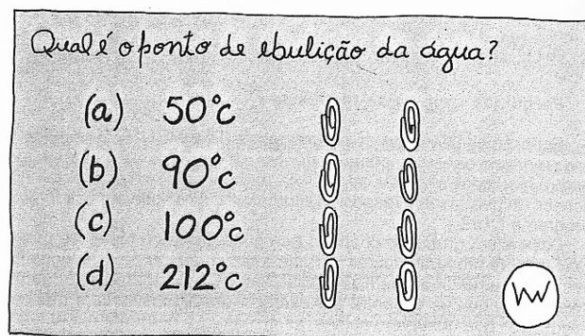 Qual é o ponto de ebulição da água?
(a) 50°c
(b) 90°c
(c) 100°c
(d) 212°c